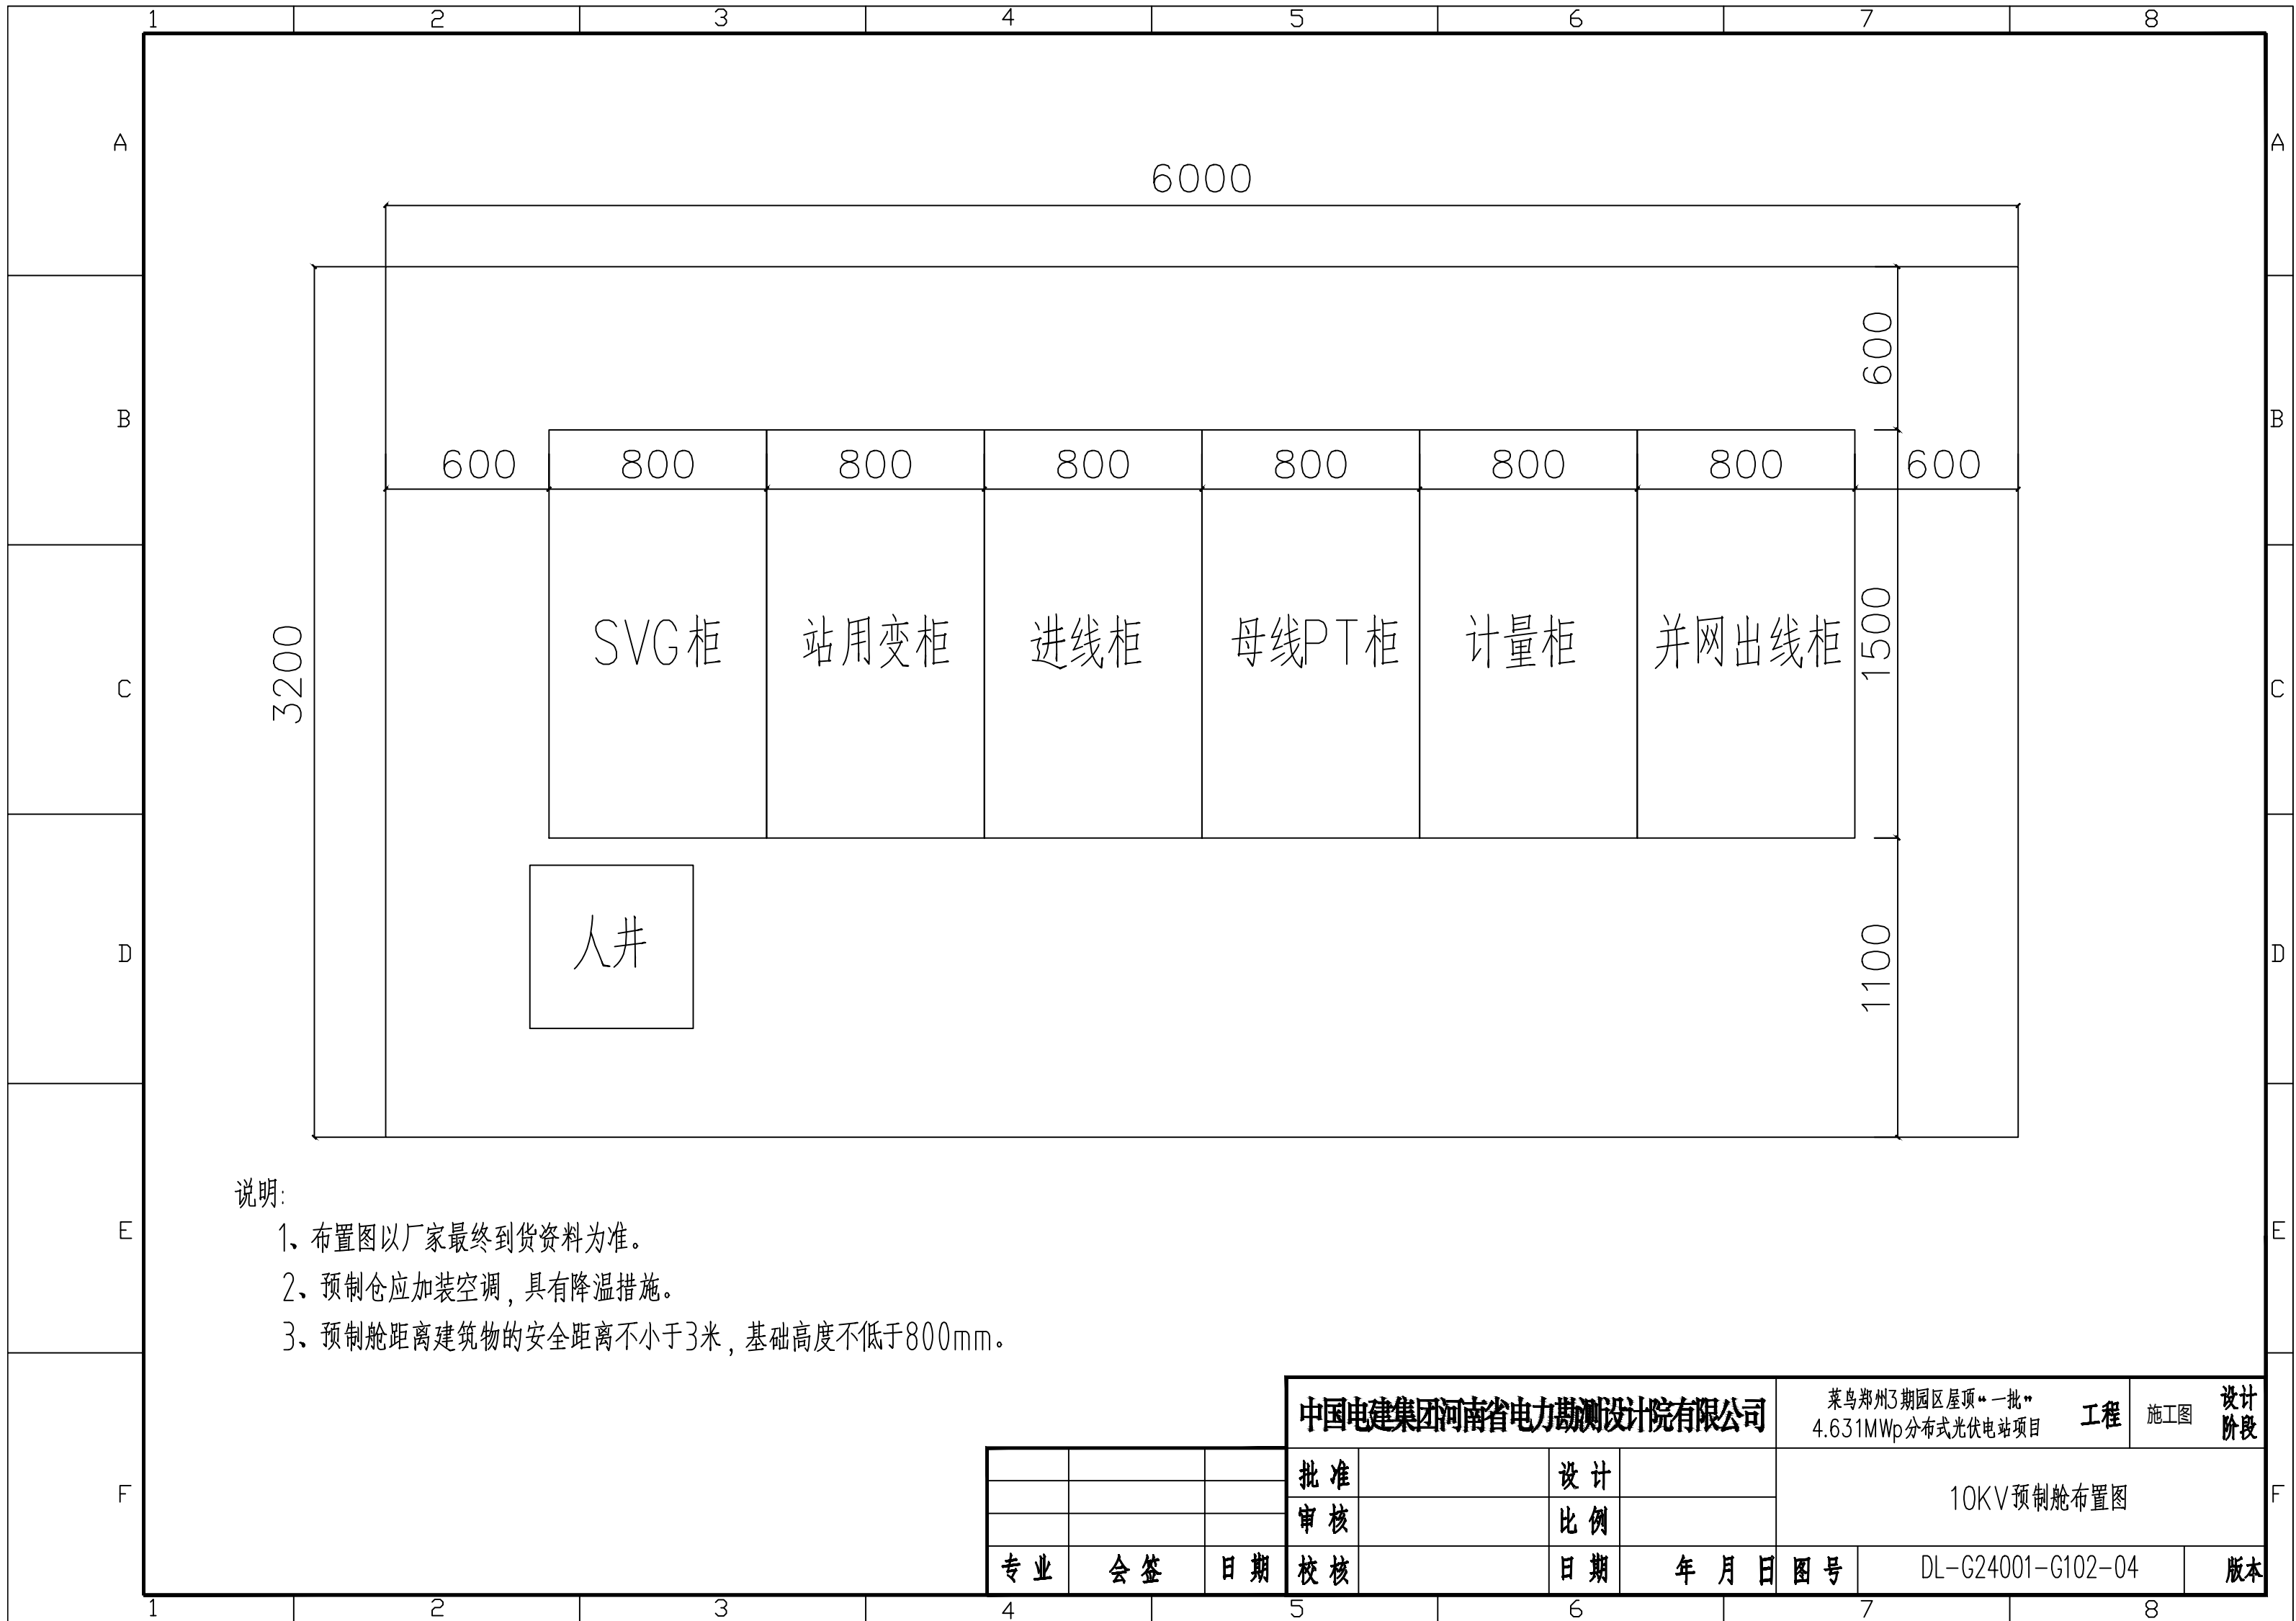 1 2 3 4 5 6 7 8
A A
6000
600
B B
600 800 800 800 800 800 800 600
3200
SVG柜 站用变柜 进线柜 母线PT柜 计量柜 并网出线柜
1500
C C
人井
1100
D D
说明:
1、布置图以厂家最终到货资料为准。
2、预制仓应加装空调,具有降温措施。
3、预制舱距离建筑物的安全距离不小于3米,基础高度不低于800mm。
E E
中国电建集团河南省电力勘测设计院有限公司
菜鸟郑州3期园区屋顶“一批”
4.631MWp分布式光伏电站项目
工程
施工图
设计
阶段
批准 设计
审核 比例
10KV预制舱布置图
F F
专业 会签 日期 校核 日期 年 月 日 图号 DL-G24001-G102-04 版本
1 2 3 4 5 6 7 8